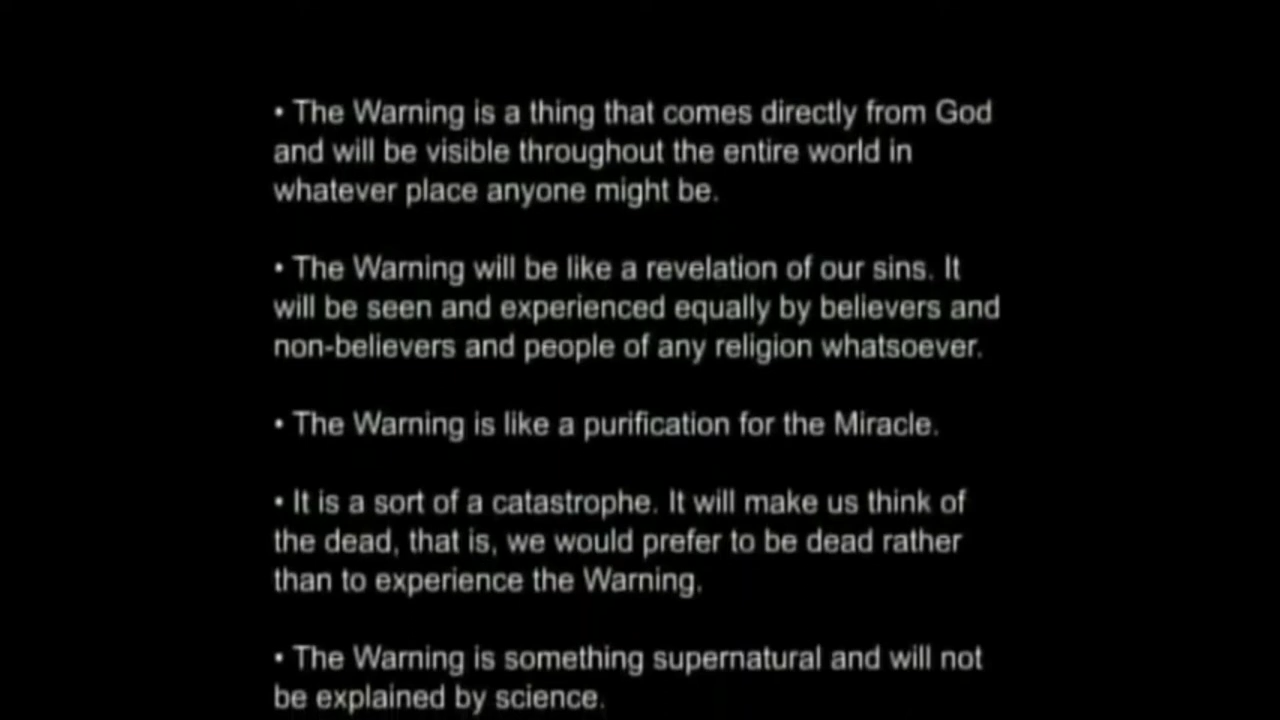 • The Warning is a thing that comes directly from God
and will be visible throughout the entire world in
whatever place anyone might be.
• The Warning will be like a revelation of our sins. It
will be seen and experienced equally by believers and
non-believers and people of any religion whatsoever.
• The Warning is like a purification for the Miracle.
• It is a sort of a catastrophe. It will make us think of
the dead, that is, we would prefer to be dead rather
than to experience the Warning.
• The Warning is something supernatural and will not
be explained by science.